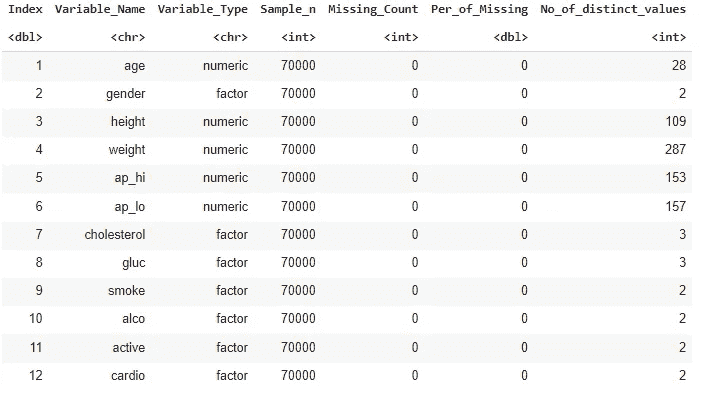 Index Variable_Name Variable_Type Sample_n Missing_Count Per_of_Missing No_of_distinct_values
<dbl> <chr> <chr> <int> <int> <dbl> <int>
1 age numeric 70000 0 0 28
2 gender factor 70000 0 0 2
3 height numeric 70000 0 0 109
4 weight numeric 70000 0 0 287
5 ap_hi numeric 70000 0 0 153
6 ap_lo numeric 70000 0 0 157
7 cholesterol factor 70000 0 0 3
8 gluc factor 70000 0 0 3
9 smoke factor 70000 0 0 2
10 alco factor 70000 0 0 2
11 active factor 70000 0 0 2
12 cardio factor 70000 0 0 2